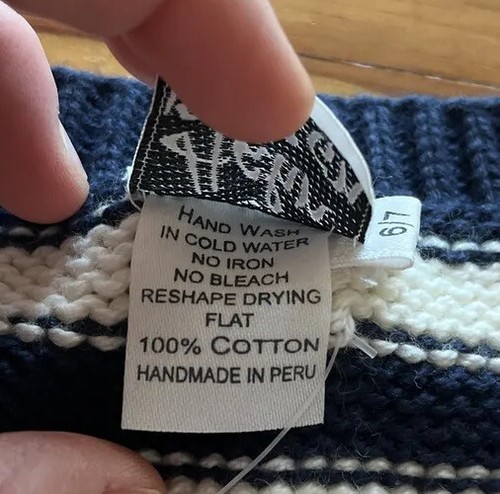 HAND WASH
IN COLD WATER
NO IRON
NO BLEACH
RESHAPE DRYING
FLAT
100% COTTON
HANDMADE IN PERU
6/7